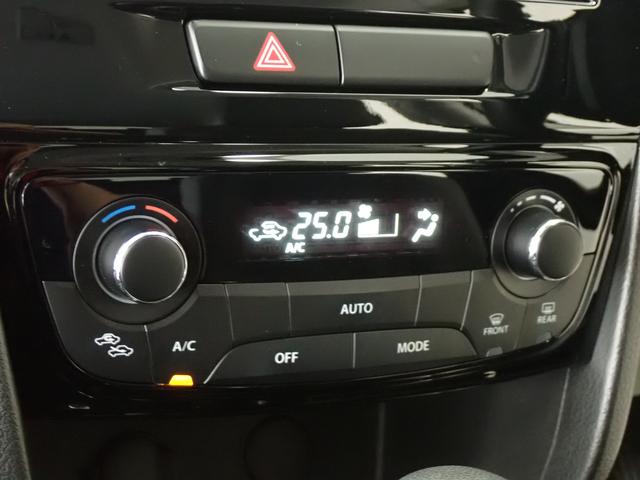 25.0
A/C
AUTO
FRONT
REAR
A/C
OFF
MODE